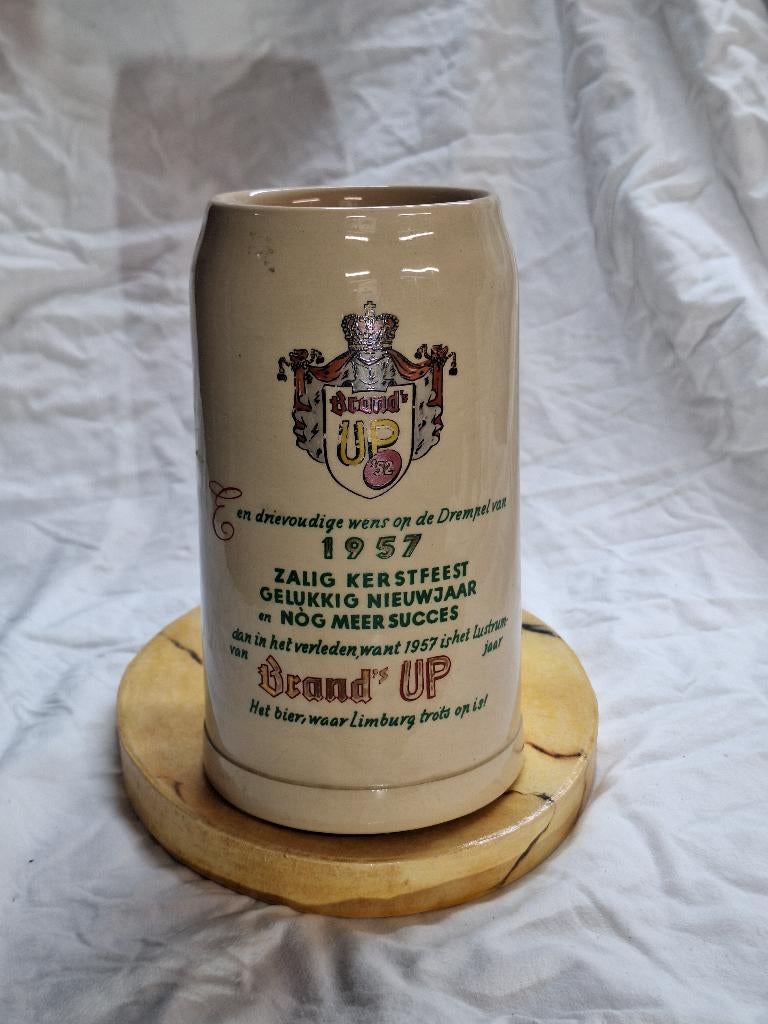 Brand's
UP
'52
Een drievoudige wens op de Drempel van
1957
ZALIG KERSTFEEST
GELUKKIG NIEUWJAAR
en NÒG MEER SUCCES
dan in het verleden, want 1957 is het Lustrum-
van jaar
Brand's UP
Het bier, waar Limburg trots op is!